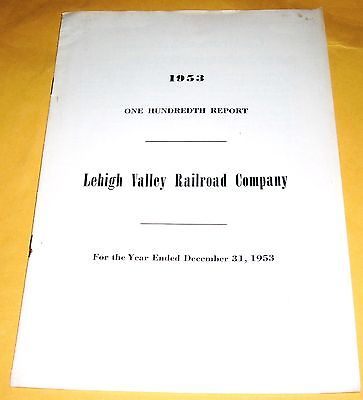 1953
ONE HUNDREDTH REPORT
Lehigh Valley Railroad Company
For the Year Ended December 31, 1953